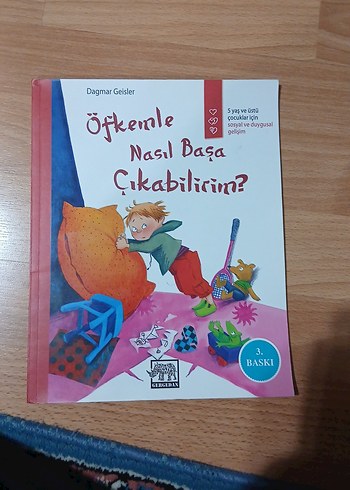 Dagmar Geisler
5 yaş ve üstü
çocuklar için
sosyal ve duygusal
gelişim
Öfkemle
Nasıl Başa
Çıkabilirim?
3.
BASKI
GERGEDAN